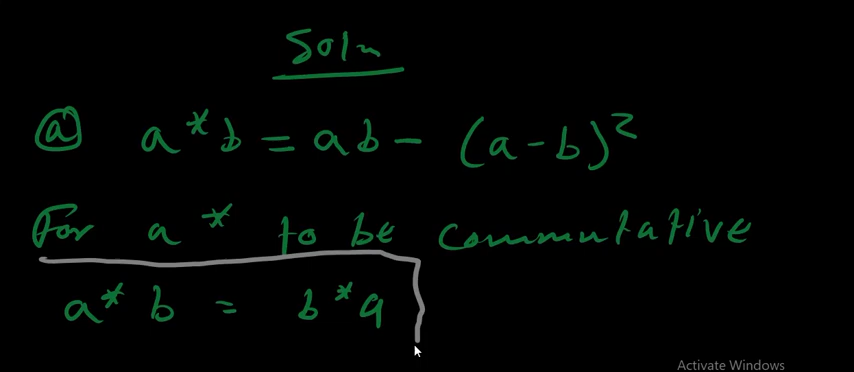 Soln
(a) a * b = ab - (a - b)²
For a * to be commutative
a * b = b * a
Activate Windows